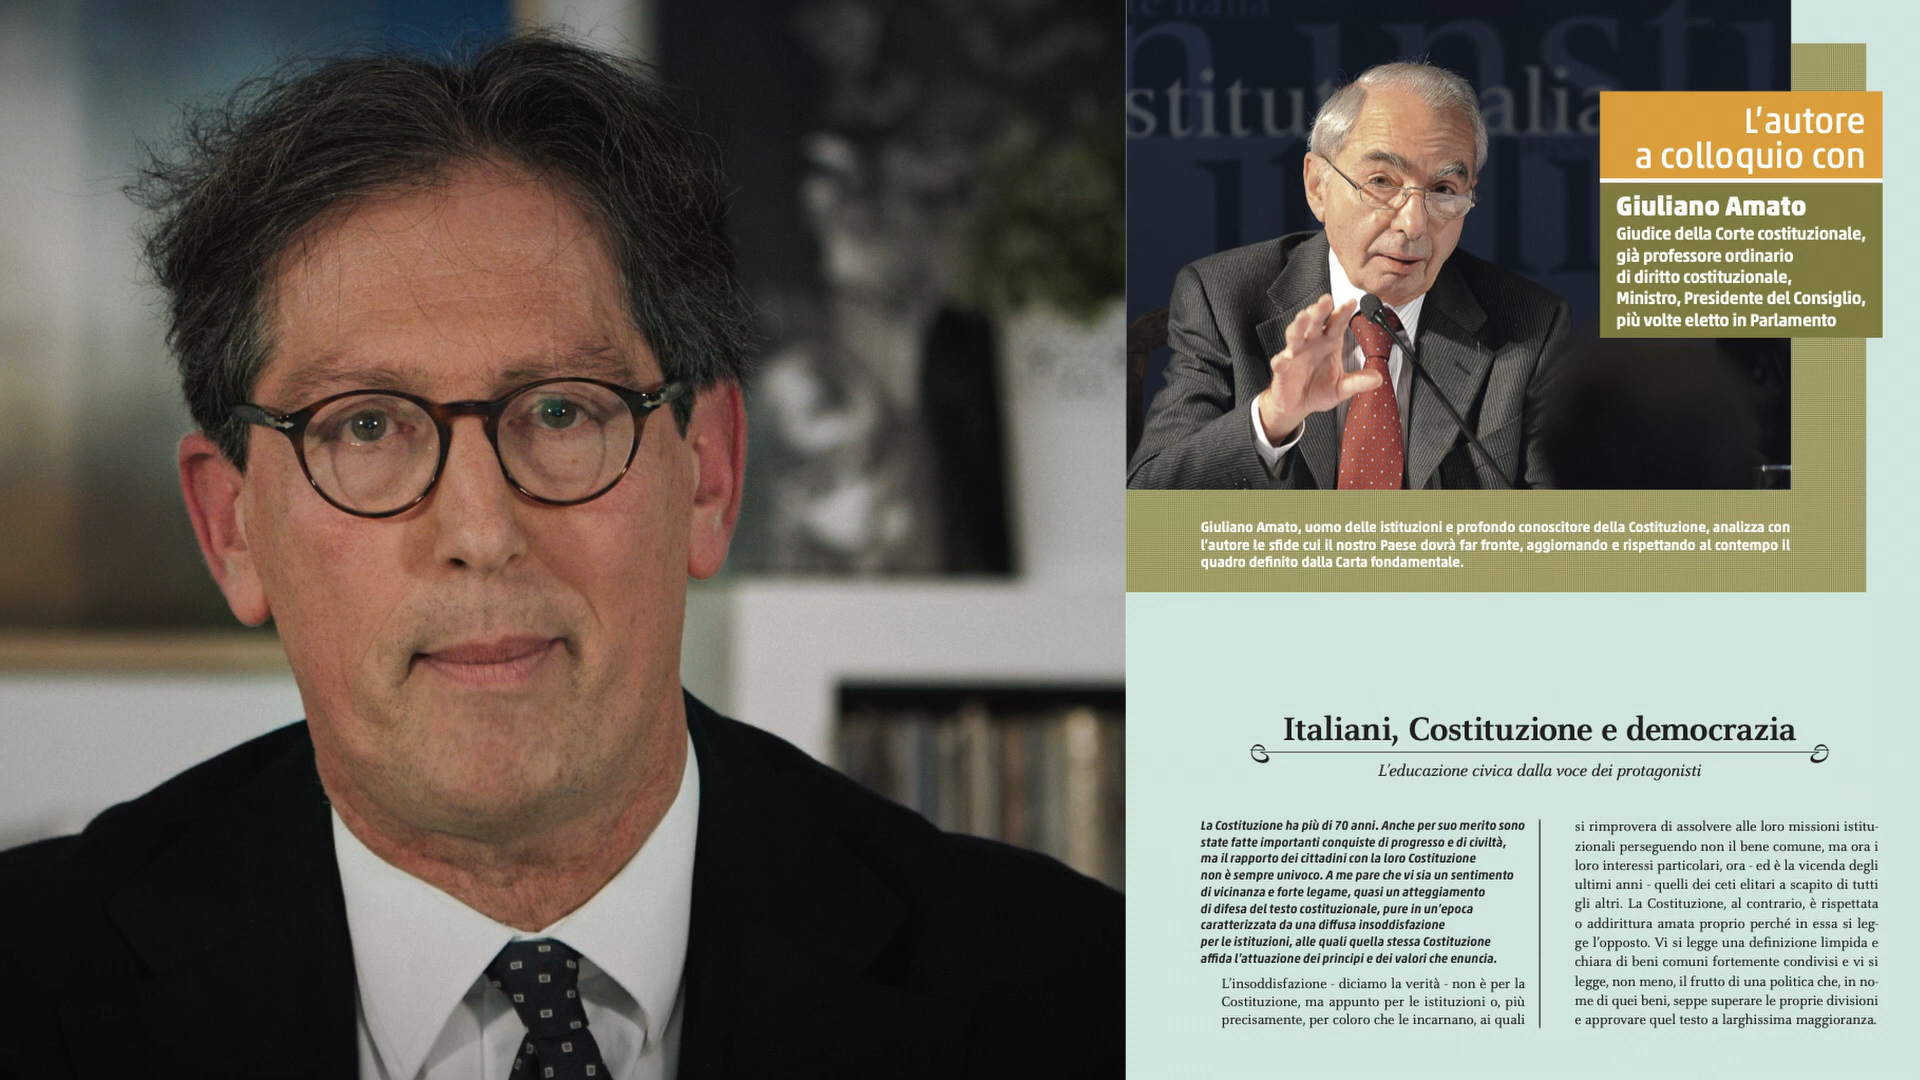 te Italia
n insti
stitu
alia
L'autore
a colloquio con
Giuliano Amato
Giudice della Corte costituzionale,
già professore ordinario
di diritto costituzionale,
Ministro, Presidente del Consiglio,
più volte eletto in Parlamento
Giuliano Amato, uomo delle istituzioni e profondo conoscitore della Costituzione, analizza con
l'autore le sfide cui il nostro Paese dovrà far fronte, aggiornando e rispettando al contempo il
quadro definito dalla Carta fondamentale.
Italiani, Costituzione e democrazia
L'educazione civica dalla voce dei protagonisti
La Costituzione ha più di 70 anni. Anche per suo merito sono
state fatte importanti conquiste di progresso e di civiltà,
ma il rapporto dei cittadini con la loro Costituzione
non è sempre univoco. A me pare che vi sia un sentimento
di vicinanza e forte legame, quasi un atteggiamento
di difesa del testo costituzionale, pure in un'epoca
caratterizzata da una diffusa insoddisfazione
per le istituzioni, alle quali quella stessa Costituzione
affida l'attuazione dei principi e dei valori che enuncia.
L'insoddisfazione - diciamo la verità - non è per la
Costituzione, ma appunto per le istituzioni o, più
precisamente, per coloro che le incarnano, ai quali
si rimprovera di assolvere alle loro missioni istitu-
zionali perseguendo non il bene comune, ma ora i
loro interessi particolari, ora - ed è la vicenda degli
ultimi anni - quelli dei ceti elitari a scapito di tutti
gli altri. La Costituzione, al contrario, è rispettata
o addirittura amata proprio perché in essa si leg-
ge l'opposto. Vi si legge una definizione limpida e
chiara di beni comuni fortemente condivisi e vi si
legge, non meno, il frutto di una politica che, in no-
me di quei beni, seppe superare le proprie divisioni
e approvare quel testo a larghissima maggioranza.